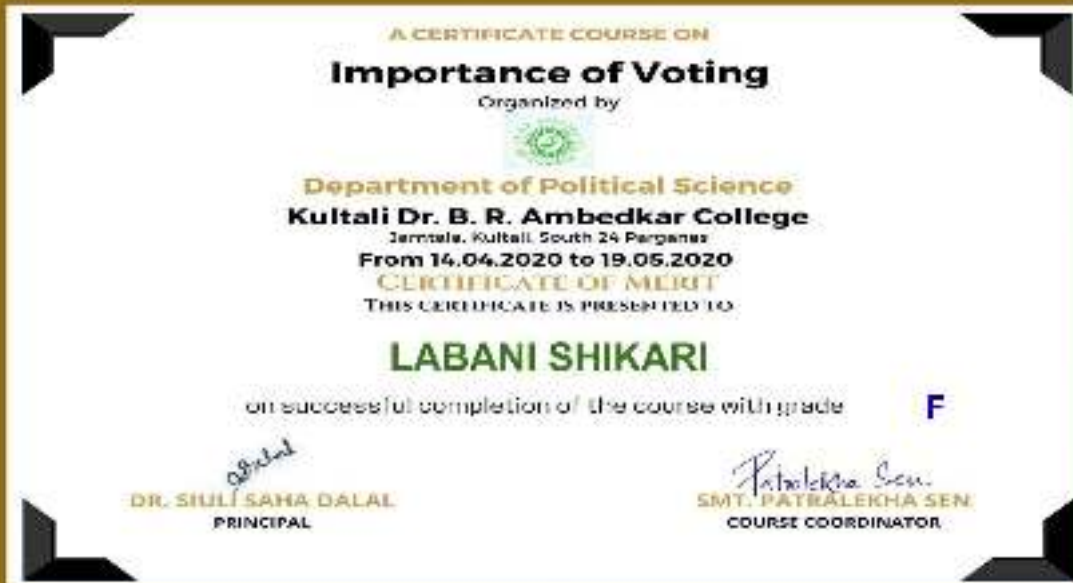 A CERTIFICATE COURSE ON
Importance of Voting
Organized by
Department of Political Science
Kultali Dr. B. R. Ambedkar College
Jamtala, Kultali, South 24 Parganas
From 14.04.2020 to 19.05.2020
CERTIFICATE OF MERIT
THIS CERTIFICATE IS PRESENTED TO
LABANI SHIKARI
on successful completion of the course with grade F
Patralekha Sen.
DR. SIULI SAHA DALAL
SMT. PATRALEKHA SEN
PRINCIPAL
COURSE COORDINATOR